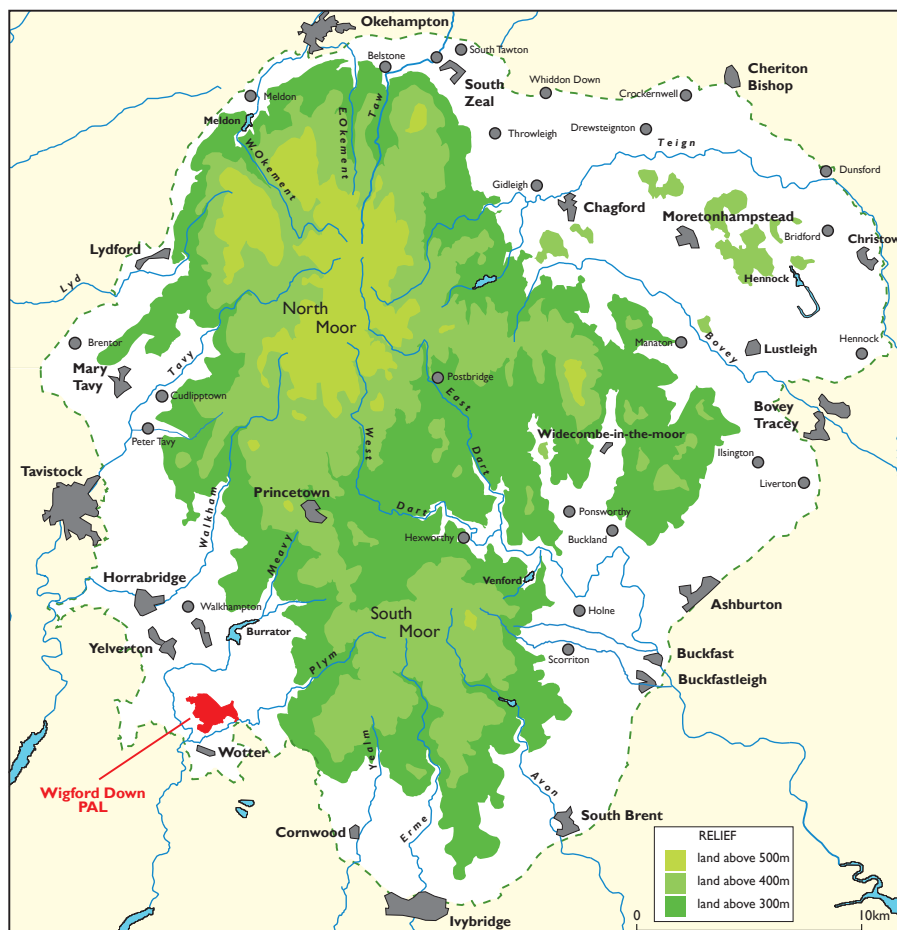 Okehampton
Belstone
South Tawton
South
Zeal
Whiddon Down
Cheriton
Bishop
Crockernwell
Meldon
Meldon
E.Okement
Taw
Throwleigh
Drewsteignton
Teign
W.Okement
Dunsford
Gidleigh
Chagford
Moretonhampstead
Bridford
Christow
Lydford
Hennock
Lyd
North
Moor
Brentor
Tavy
Manaton
Bovey
Lustleigh
Hennock
Mary
Tavy
Postbridge
Cudlipptown
East
Dart
Bovey
Tracey
Peter Tavy
West
Widecombe-in-the-moor
Ilsington
Tavistock
Liverton
Princetown
Walkham
Dart
Ponsworthy
Hexworthy
Buckland
Meavy
Venford
Horrabridge
Ashburton
Walkhampton
South
Moor
Holne
Burrator
Yelverton
Plym
Scorriton
Buckfast
Buckfastleigh
Wotter
Yealm
Wigford Down
PAL
Avon
Erme
South Brent
Cornwood
RELIEF
land above 500m
land above 400m
land above 300m
Ivybridge
0
10km